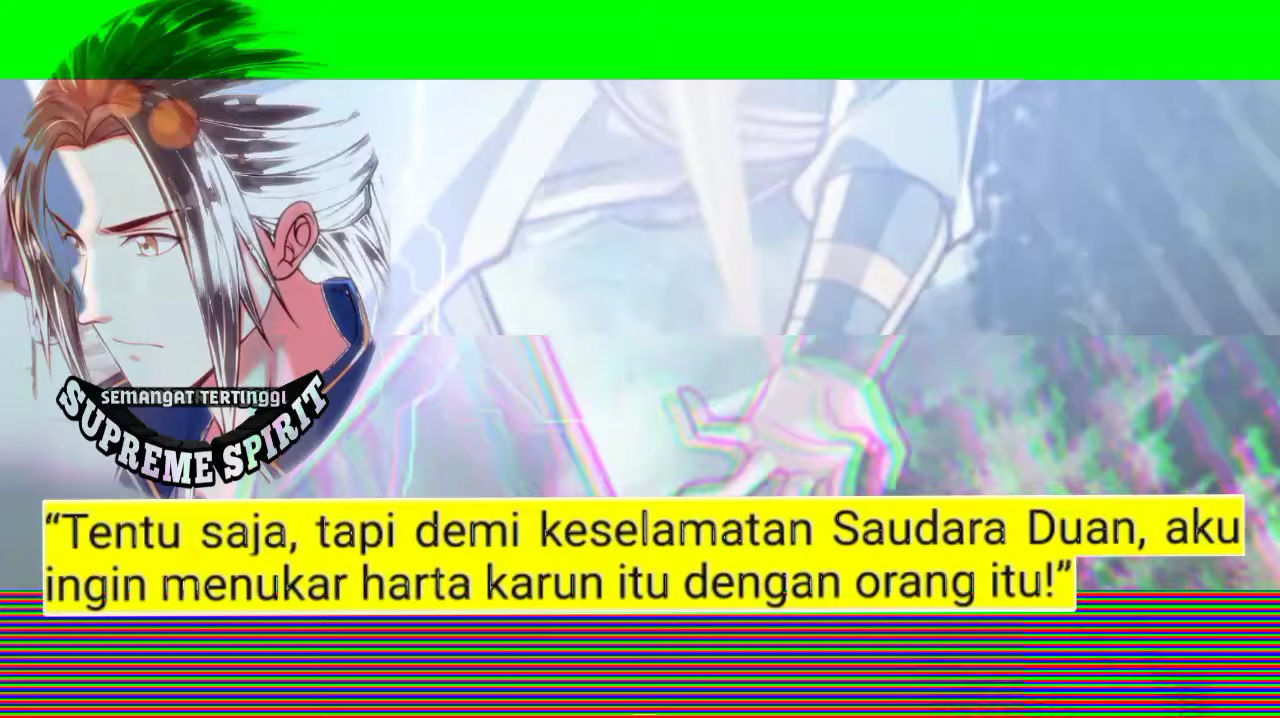 SEMANGAT TERTINGGI
SUPREME SPIRIT
“Tentu saja, tapi demi keselamatan Saudara Duan, aku
ingin menukar harta karun itu dengan orang itu!”